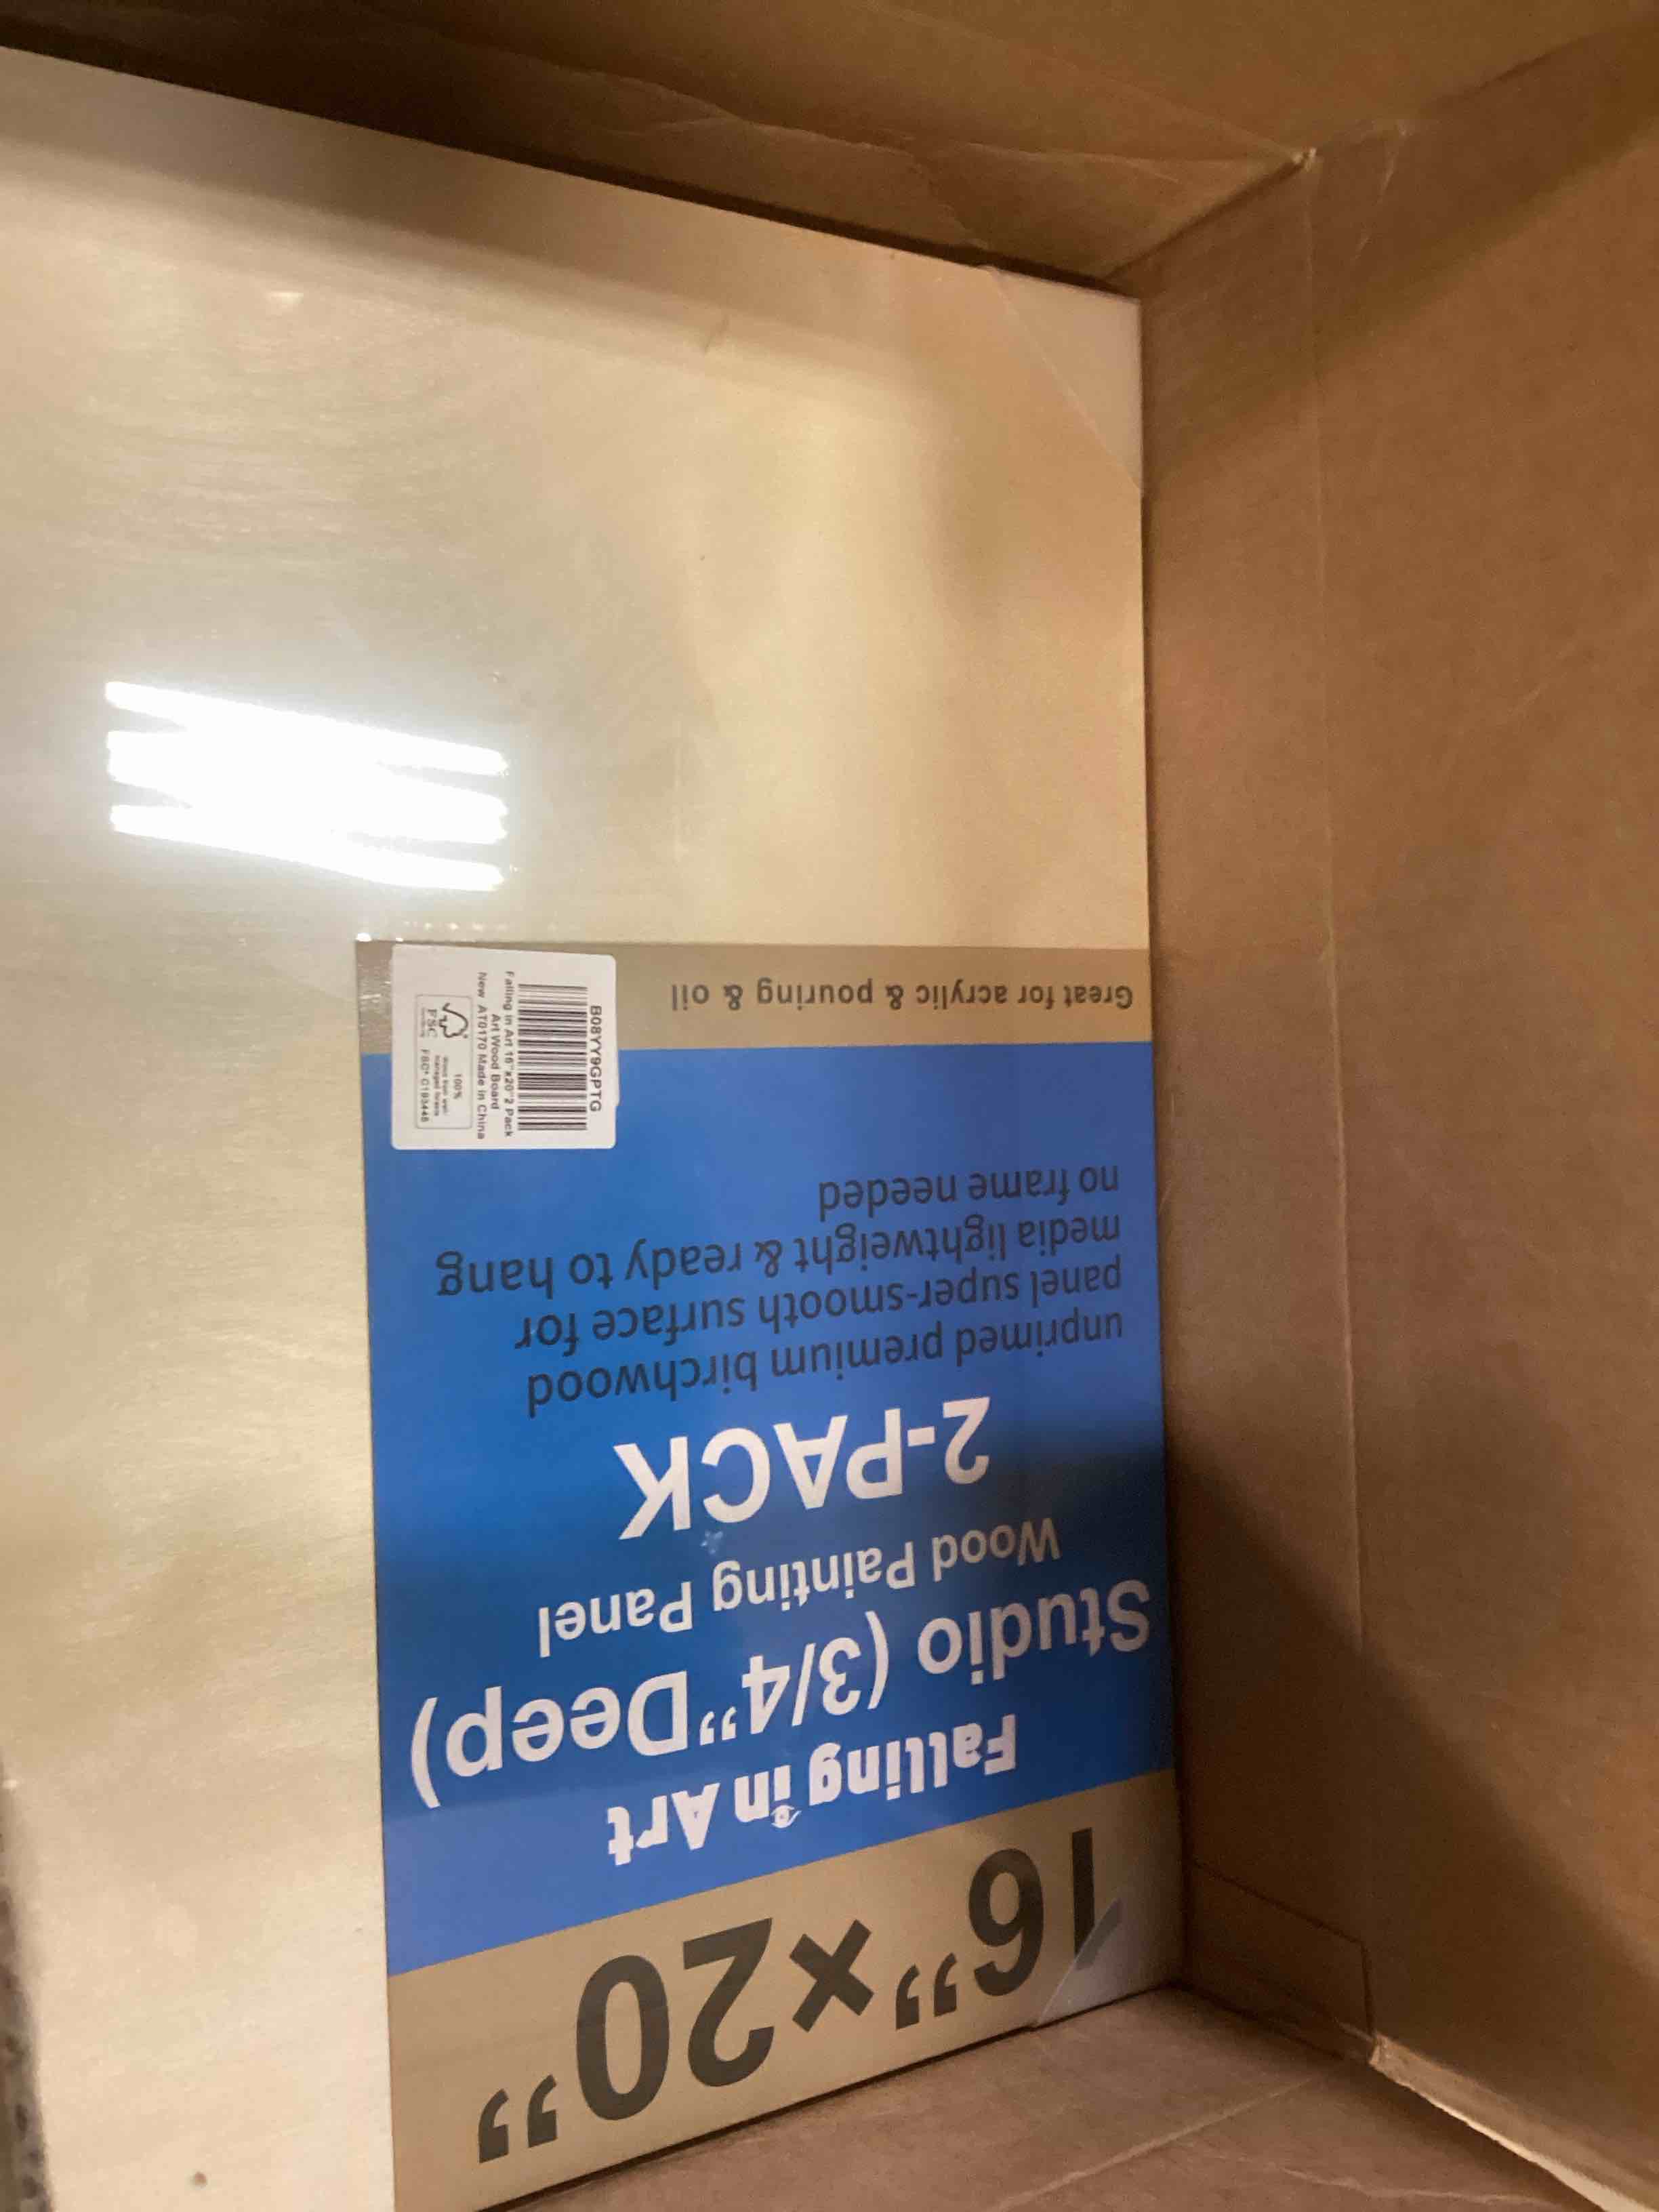 16”×20”
Falling in Art
Studio (3/4”Deep)
Wood Painting Panel
2-PACK
unprimed premium birchwood
panel super-smooth surface for
media lightweight & ready to hang
no frame needed
Great for acrylic & pouring & oil
B08YY9GPTG
Falling in Art 16"x20" 2 Pack
Art Wood Board
New AT0170 Made in China
FSC
100%
FSC® C193448